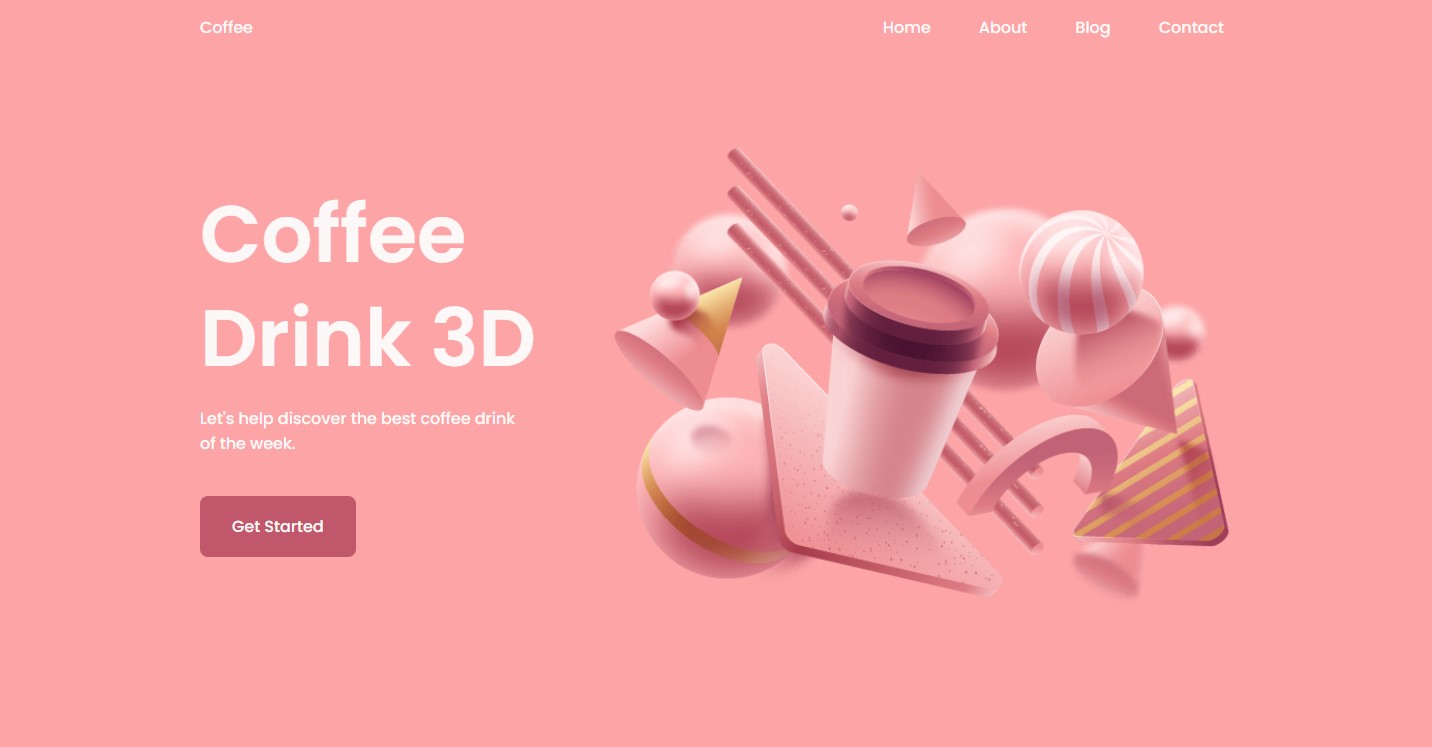 Coffee
Home About Blog Contact
Coffee
Drink 3D
Let's help discover the best coffee drink
of the week.
Get Started